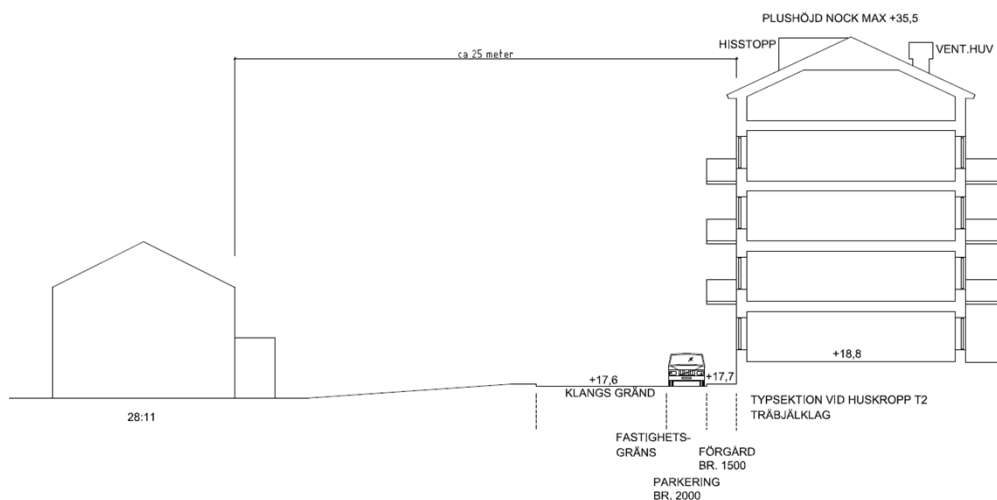 PLUSHÖJD NOCK MAX +35,5
HISSTOPP
VENT.HUV
ca 25 meter
+18,8
+17,6
+17,7
KLANGS GRÄND
TYPSEKTION VID HUSKROPP T2
TRÄBJÄLKLAG
28:11
FASTIGHETS-
GRÄNS
FÖRGÅRD
BR. 1500
PARKERING
BR. 2000